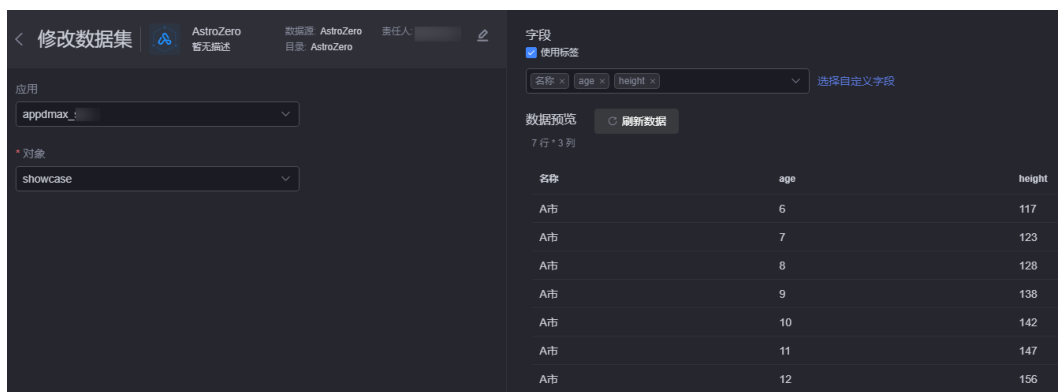 修改数据集
AstroZero
暂无描述
数据源: AstroZero
责任人:
目录: AstroZero
应用
appdmax_
* 对象
showcase
字段
使用标签
名称 × age × height ×
选择自定义字段
数据预览
刷新数据
7 行 * 3 列
名称 age height
A市 6 117
A市 7 123
A市 8 128
A市 9 138
A市 10 142
A市 11 147
A市 12 156